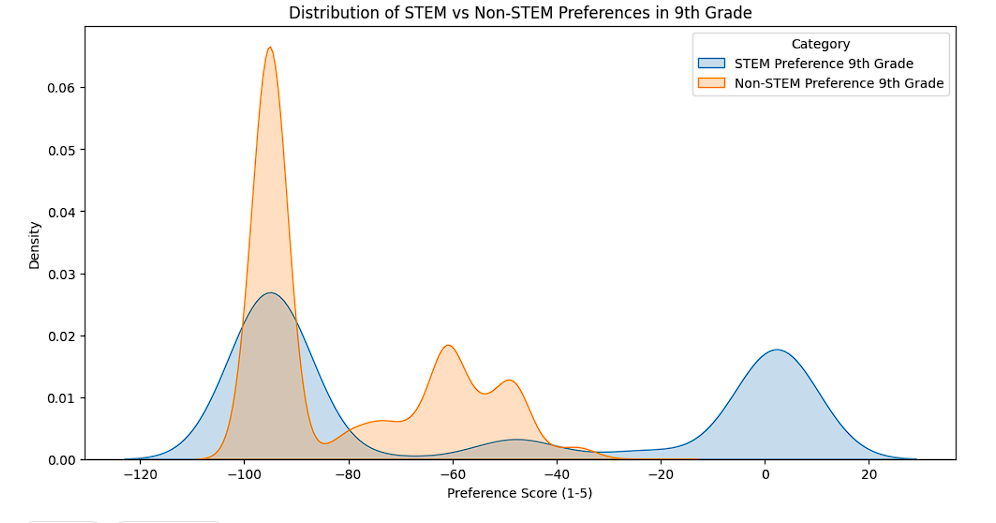 Distribution of STEM vs Non-STEM Preferences in 9th Grade
Category
STEM Preference 9th Grade
Non-STEM Preference 9th Grade
Density
0.06
0.05
0.04
0.03
0.02
0.01
0.00
−120 −100 −80 −60 −40 −20 0 20
Preference Score (1-5)